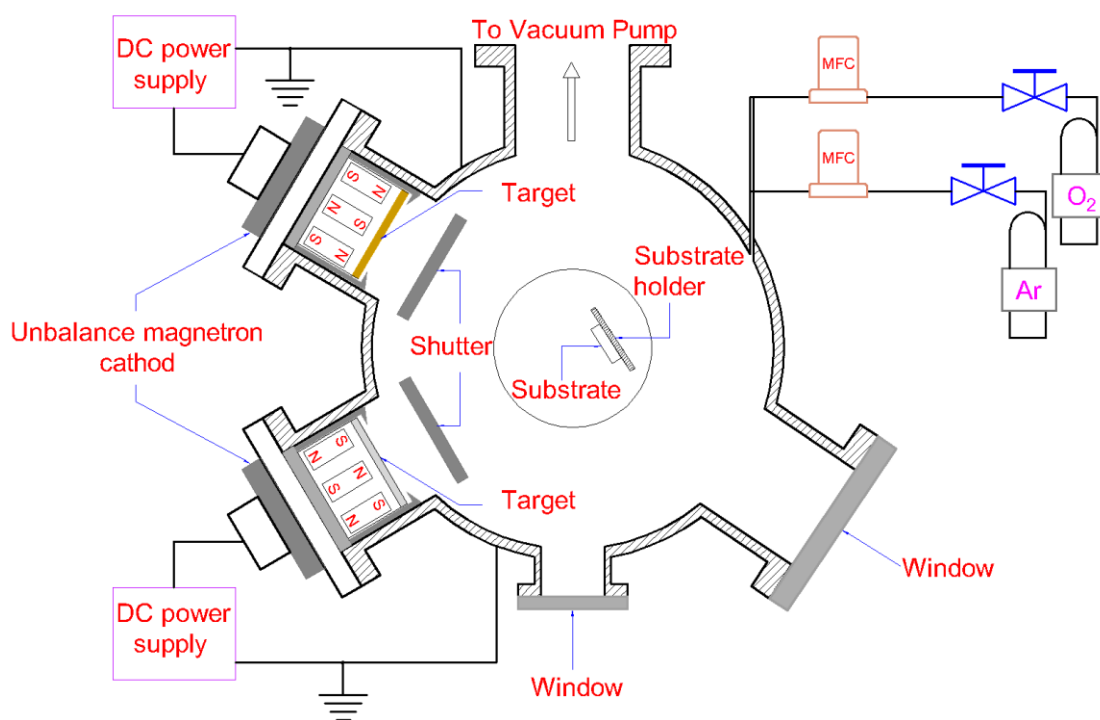 To Vacuum Pump
DC power
supply
MFC
MFC
O2
Ar
S
N
N
S
S
N
Target
Substrate
holder
Unbalance magnetron
cathod
Shutter
Substrate
S
N
N
S
S
N
Target
Window
DC power
supply
Window